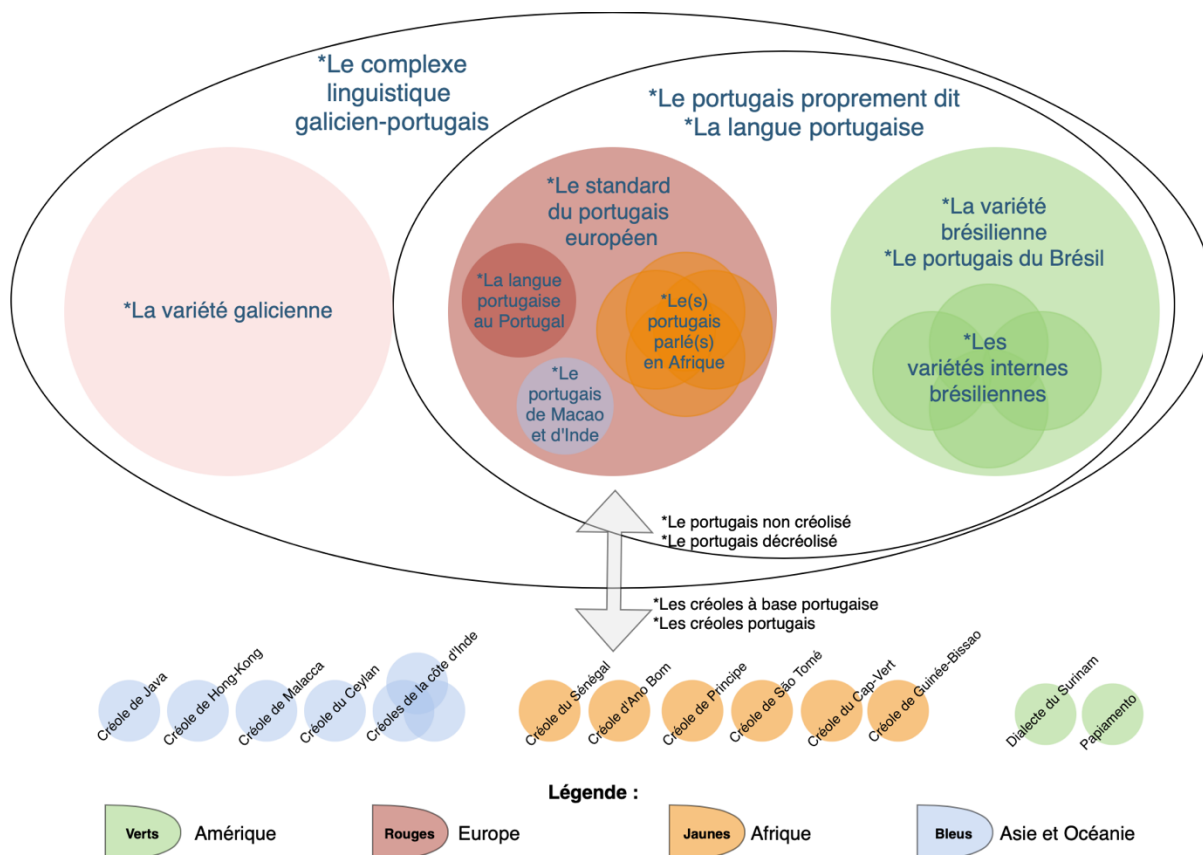 *Le complexe
linguistique
galicien-portugais
*Le portugais proprement dit
*La langue portugaise
*La variété galicienne
*Le standard
du portugais
européen
*La langue
portugaise
au Portugal
*Le(s)
portugais
parlé(s)
en Afrique
*Le
portugais
de Macao
et d'Inde
*La variété
brésilienne
*Le portugais du Brésil
*Les
variétés internes
brésiliennes
*Le portugais non créolisé
*Le portugais décréolisé
*Les créoles à base portugaise
*Les créoles portugais
Créole de Java
Créole de Hong-Kong
Créole de Malacca
Créole du Ceylan
Créoles de la côte d'Inde
Créole du Sénégal
Créole d'Ano Bom
Créole de Principe
Créole de São Tomé
Créole du Cap-Vert
Créole de Guinée-Bissao
Dialecte du Surinam
Papiamento
Légende :
Verts Amérique
Rouges Europe
Jaunes Afrique
Bleus Asie et Océanie